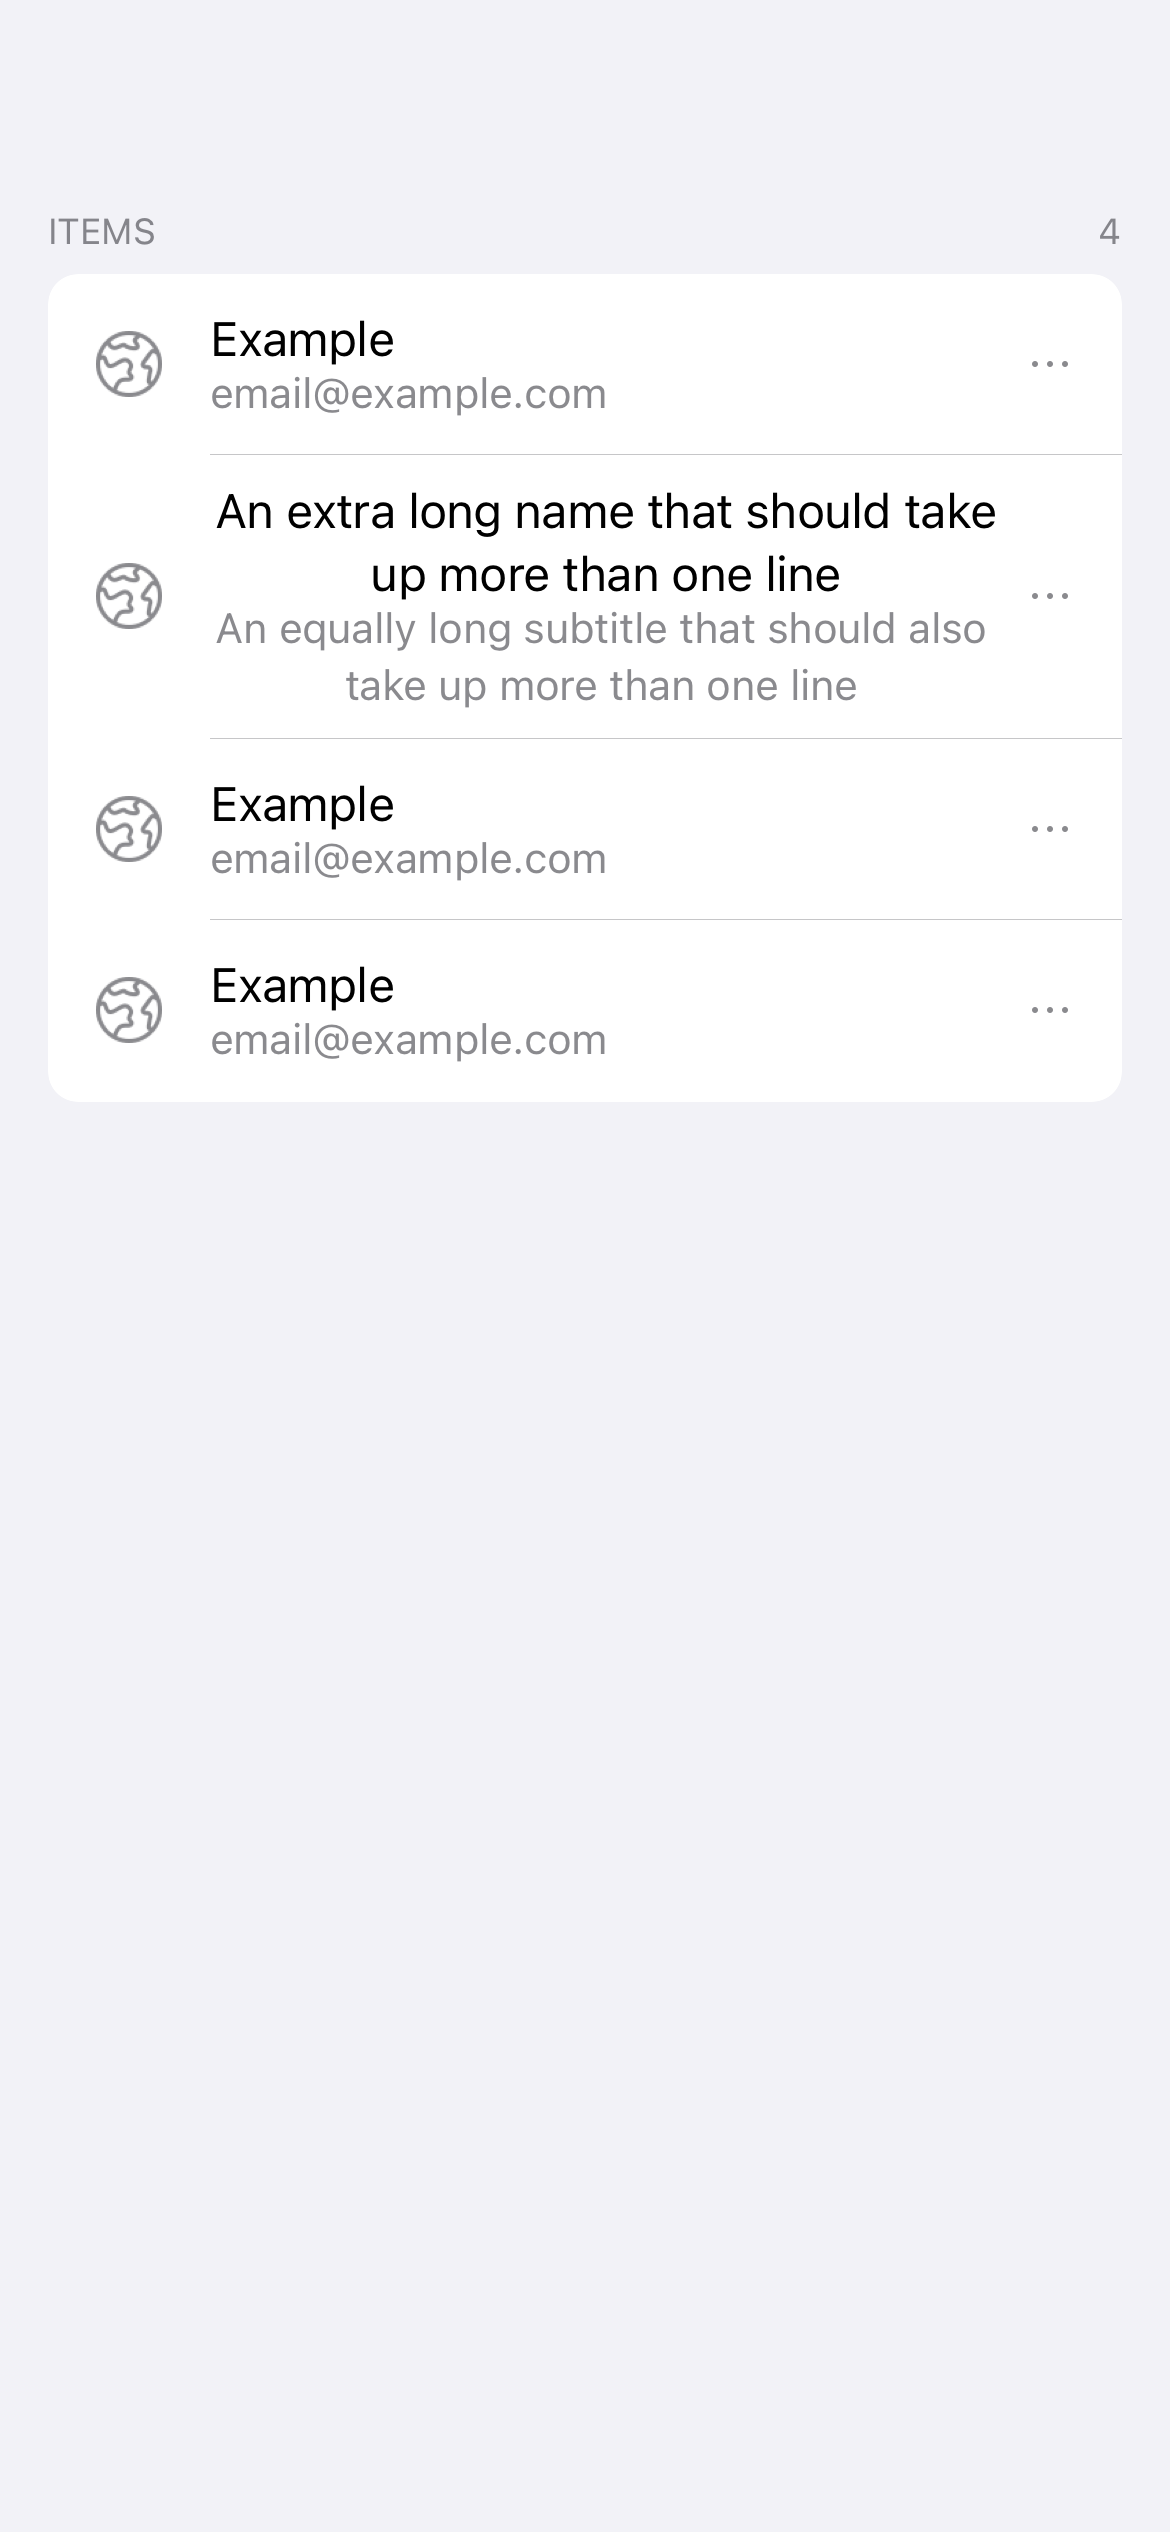 ITEMS 4
Example
email@example.com
An extra long name that should take
up more than one line
An equally long subtitle that should also
take up more than one line
Example
email@example.com
Example
email@example.com